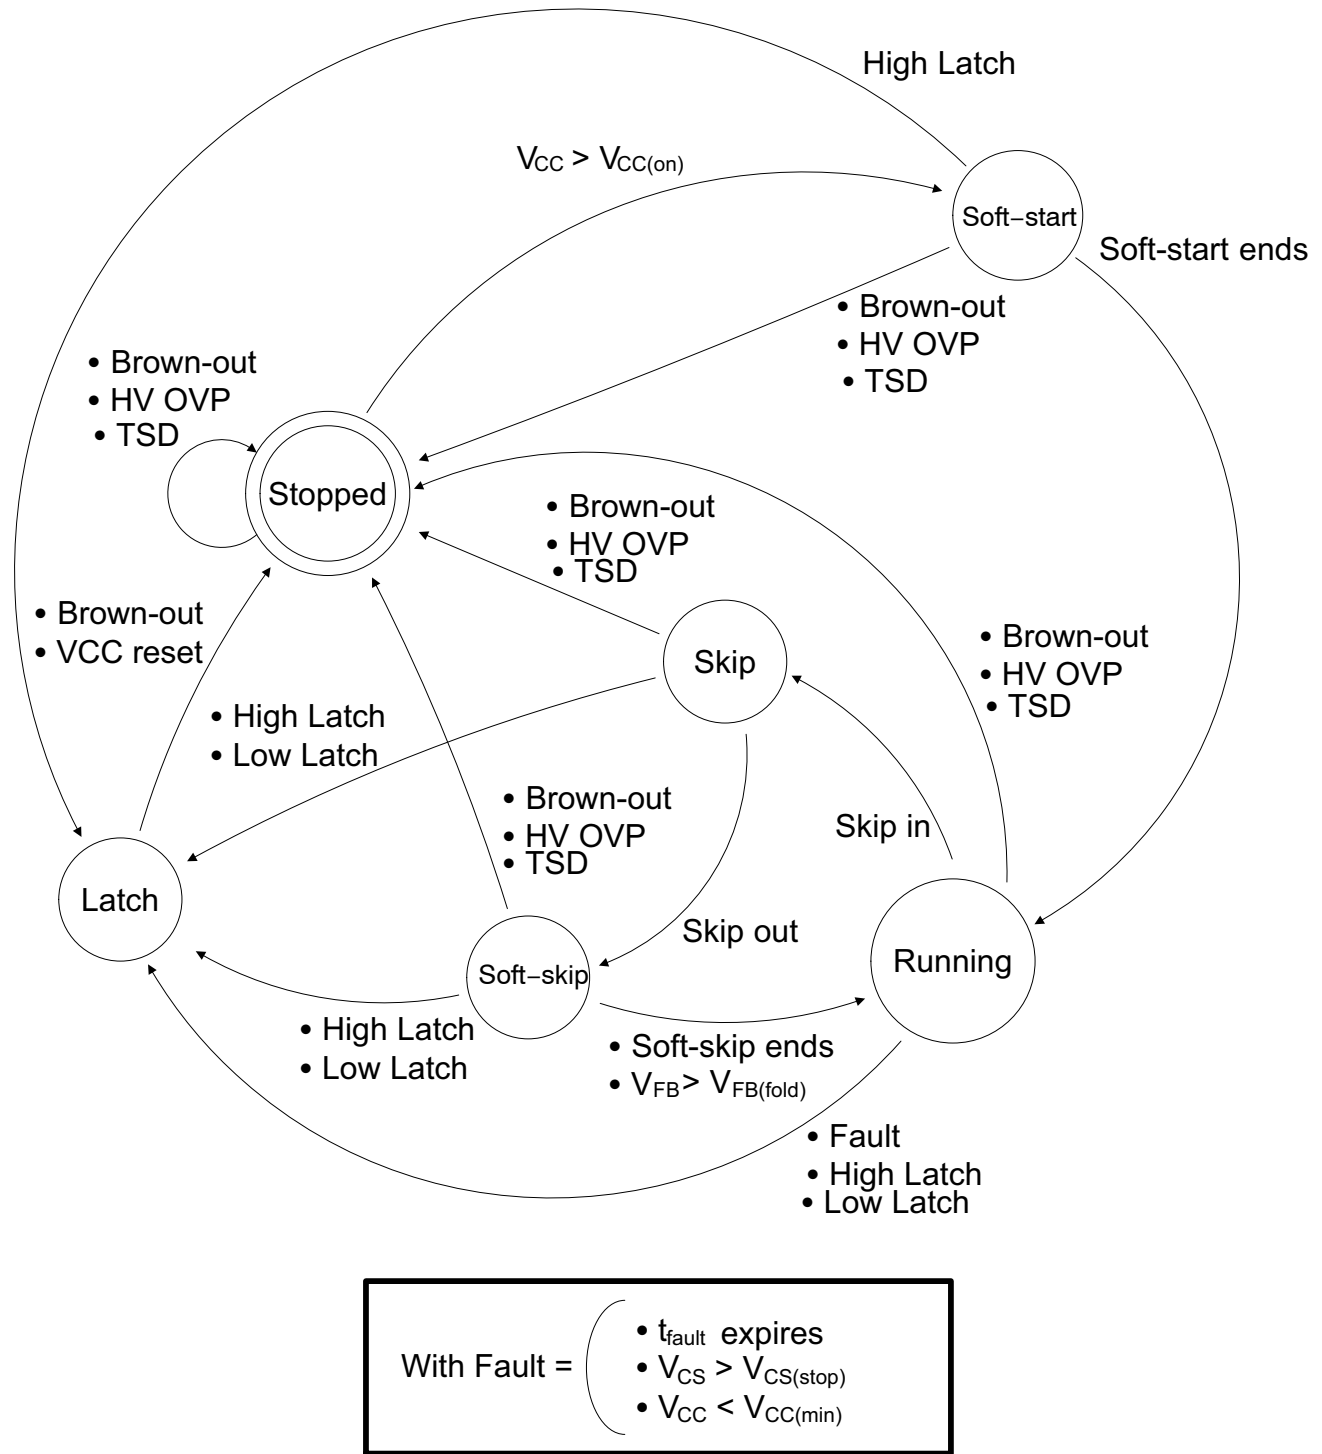 High Latch
VCC > VCC(on)
Soft−start
Soft-start ends
• Brown-out
• HV OVP
• TSD
• Brown-out
• HV OVP
• TSD
Stopped
• Brown-out
• HV OVP
• TSD
• Brown-out
• VCC reset
• Brown-out
• HV OVP
• TSD
Skip
• High Latch
• Low Latch
• Brown-out
• HV OVP
• TSD
Skip in
Latch
Skip out
Running
Soft−skip
• High Latch
• Low Latch
• Soft-skip ends
• VFB> VFB(fold)
• Fault
• High Latch
• Low Latch
With Fault =
• tfault expires
• VCS > VCS(stop)
• VCC < VCC(min)